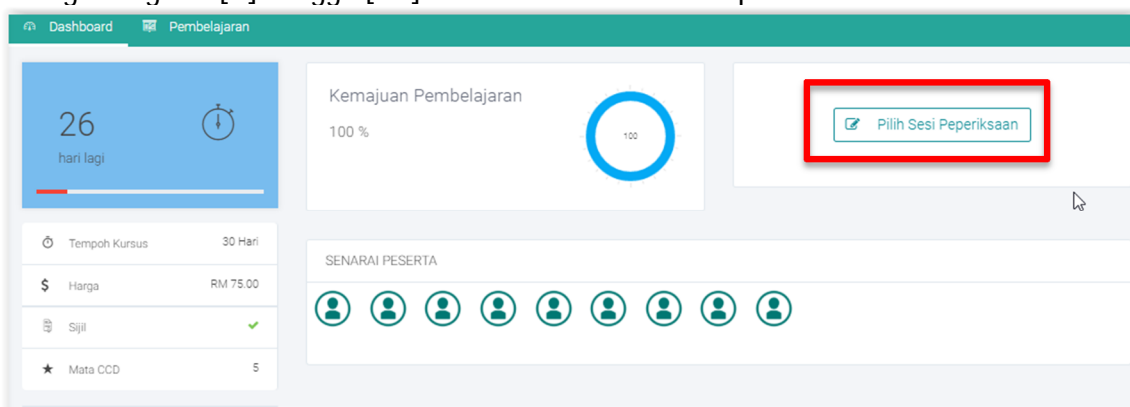 Dashboard Pembelajaran
26
hari lagi
Kemajuan Pembelajaran
100 %
100
Pilih Sesi Peperiksaan
Tempoh Kursus 30 Hari
Harga RM 75.00
Sijil
Mata CCD 5
SENARAI PESERTA